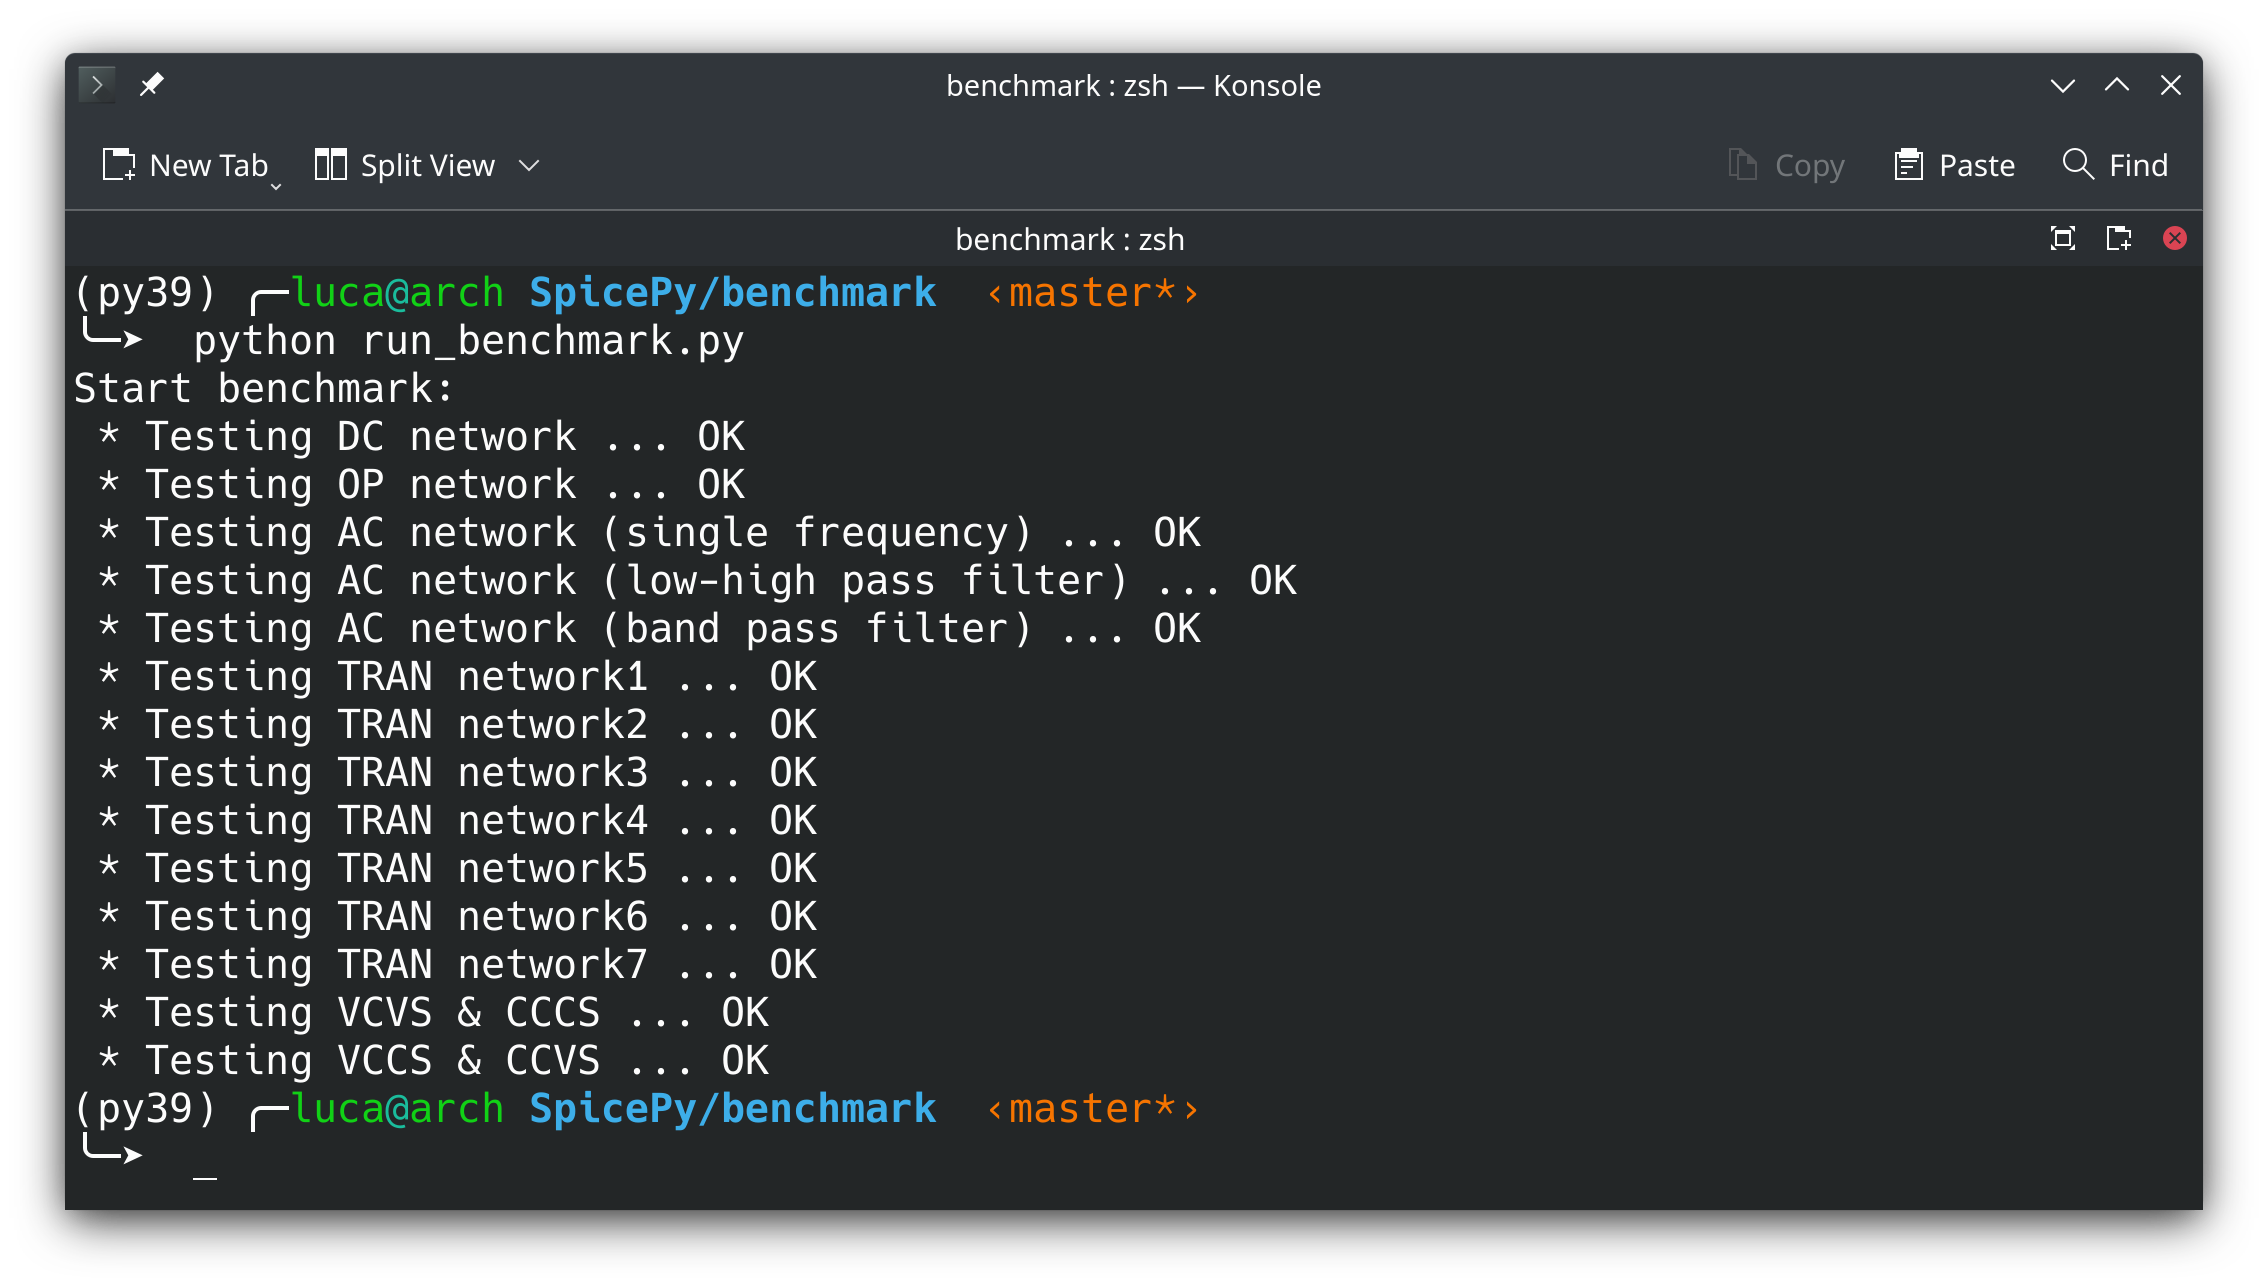 benchmark : zsh — Konsole
New Tab Split View Copy Paste Find
benchmark : zsh
(py39) ╭─luca@arch SpicePy/benchmark ‹master*›
╰─➤ python run_benchmark.py
Start benchmark:
* Testing DC network ... OK
* Testing OP network ... OK
* Testing AC network (single frequency) ... OK
* Testing AC network (low-high pass filter) ... OK
* Testing AC network (band pass filter) ... OK
* Testing TRAN network1 ... OK
* Testing TRAN network2 ... OK
* Testing TRAN network3 ... OK
* Testing TRAN network4 ... OK
* Testing TRAN network5 ... OK
* Testing TRAN network6 ... OK
* Testing TRAN network7 ... OK
* Testing VCVS & CCCS ... OK
* Testing VCCS & CCVS ... OK
(py39) ╭─luca@arch SpicePy/benchmark ‹master*›
╰─➤ _